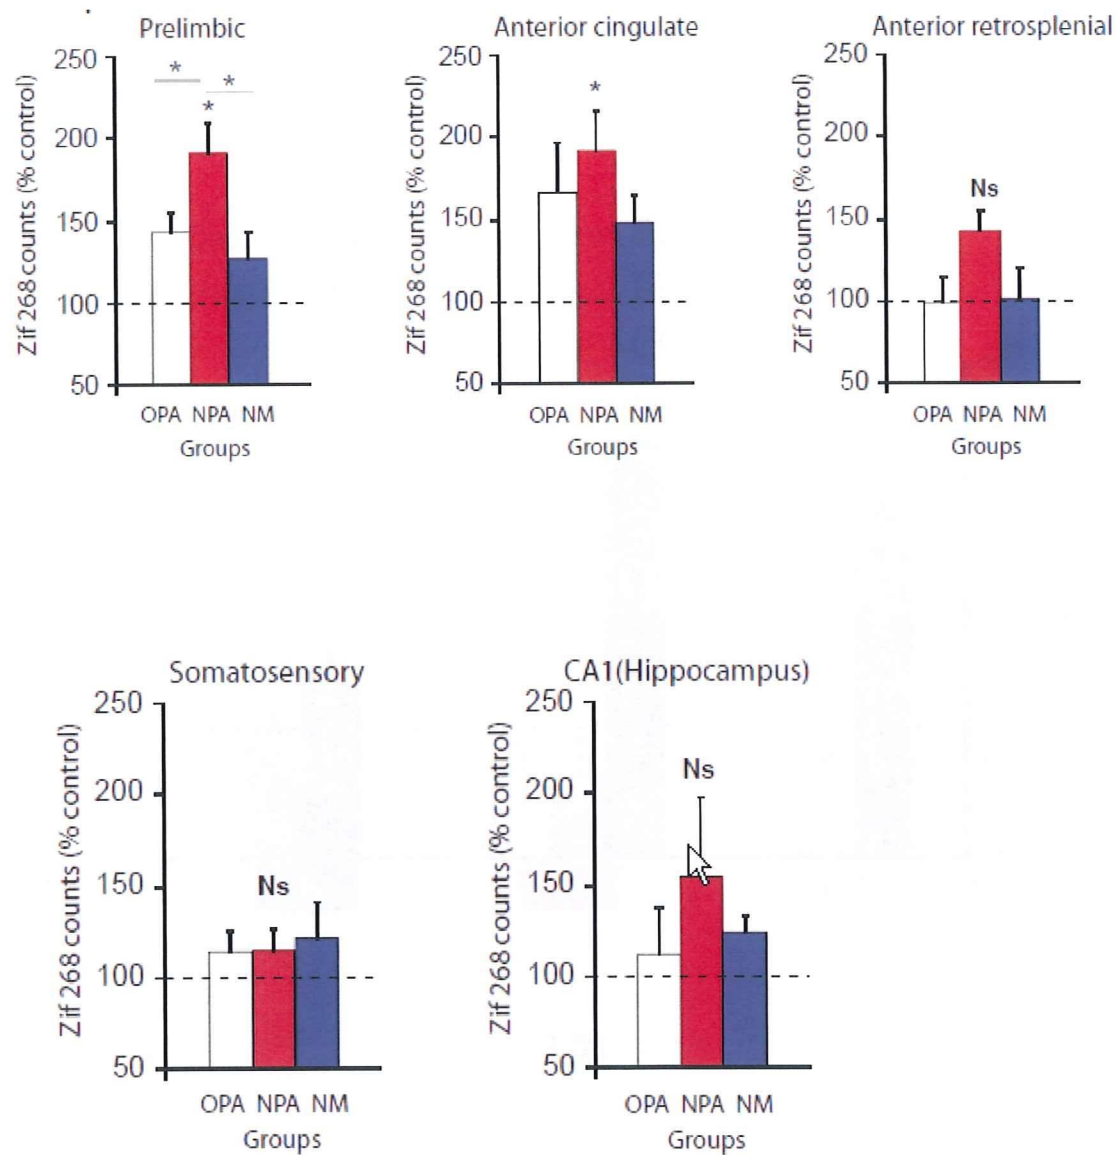 Prelimbic
Zif 268 counts (% control)
250
200
150
100
50
*
*
*
OPA NPA NM
Groups
Anterior cingulate
Zif 268 counts (% control)
250
200
150
100
50
*
OPA NPA NM
Groups
Anterior retrosplenial
Zif 268 counts (% control)
250
200
150
100
50
Ns
OPA NPA NM
Groups
Somatosensory
Zif 268 counts (% control)
250
200
150
100
50
Ns
OPA NPA NM
Groups
CA1(Hippocampus)
Zif 268 counts (% control)
250
200
150
100
50
Ns
OPA NPA NM
Groups